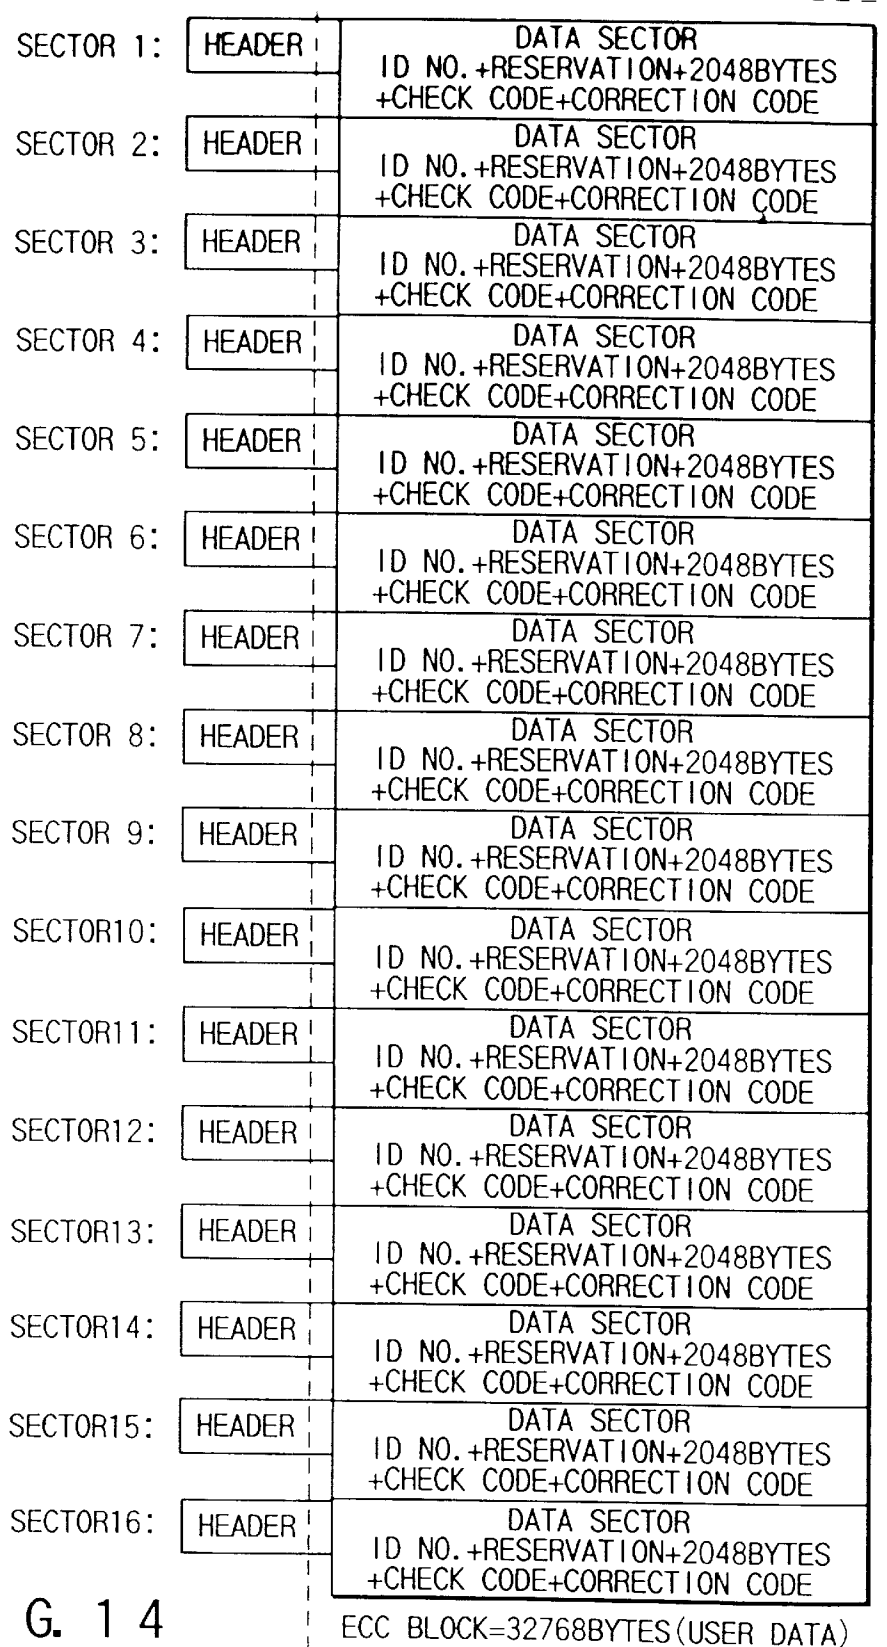 SECTOR 1: HEADER DATA SECTOR
ID NO.+RESERVATION+2048BYTES
+CHECK CODE+CORRECTION CODE
SECTOR 2: HEADER DATA SECTOR
ID NO.+RESERVATION+2048BYTES
+CHECK CODE+CORRECTION CODE
SECTOR 3: HEADER DATA SECTOR
ID NO.+RESERVATION+2048BYTES
+CHECK CODE+CORRECTION CODE
SECTOR 4: HEADER DATA SECTOR
ID NO.+RESERVATION+2048BYTES
+CHECK CODE+CORRECTION CODE
SECTOR 5: HEADER DATA SECTOR
ID NO.+RESERVATION+2048BYTES
+CHECK CODE+CORRECTION CODE
SECTOR 6: HEADER DATA SECTOR
ID NO.+RESERVATION+2048BYTES
+CHECK CODE+CORRECTION CODE
SECTOR 7: HEADER DATA SECTOR
ID NO.+RESERVATION+2048BYTES
+CHECK CODE+CORRECTION CODE
SECTOR 8: HEADER DATA SECTOR
ID NO.+RESERVATION+2048BYTES
+CHECK CODE+CORRECTION CODE
SECTOR 9: HEADER DATA SECTOR
ID NO.+RESERVATION+2048BYTES
+CHECK CODE+CORRECTION CODE
SECTOR10: HEADER DATA SECTOR
ID NO.+RESERVATION+2048BYTES
+CHECK CODE+CORRECTION CODE
SECTOR11: HEADER DATA SECTOR
ID NO.+RESERVATION+2048BYTES
+CHECK CODE+CORRECTION CODE
SECTOR12: HEADER DATA SECTOR
ID NO.+RESERVATION+2048BYTES
+CHECK CODE+CORRECTION CODE
SECTOR13: HEADER DATA SECTOR
ID NO.+RESERVATION+2048BYTES
+CHECK CODE+CORRECTION CODE
SECTOR14: HEADER DATA SECTOR
ID NO.+RESERVATION+2048BYTES
+CHECK CODE+CORRECTION CODE
SECTOR15: HEADER DATA SECTOR
ID NO.+RESERVATION+2048BYTES
+CHECK CODE+CORRECTION CODE
SECTOR16: HEADER DATA SECTOR
ID NO.+RESERVATION+2048BYTES
+CHECK CODE+CORRECTION CODE
G. 14
ECC BLOCK=32768BYTES(USER DATA)